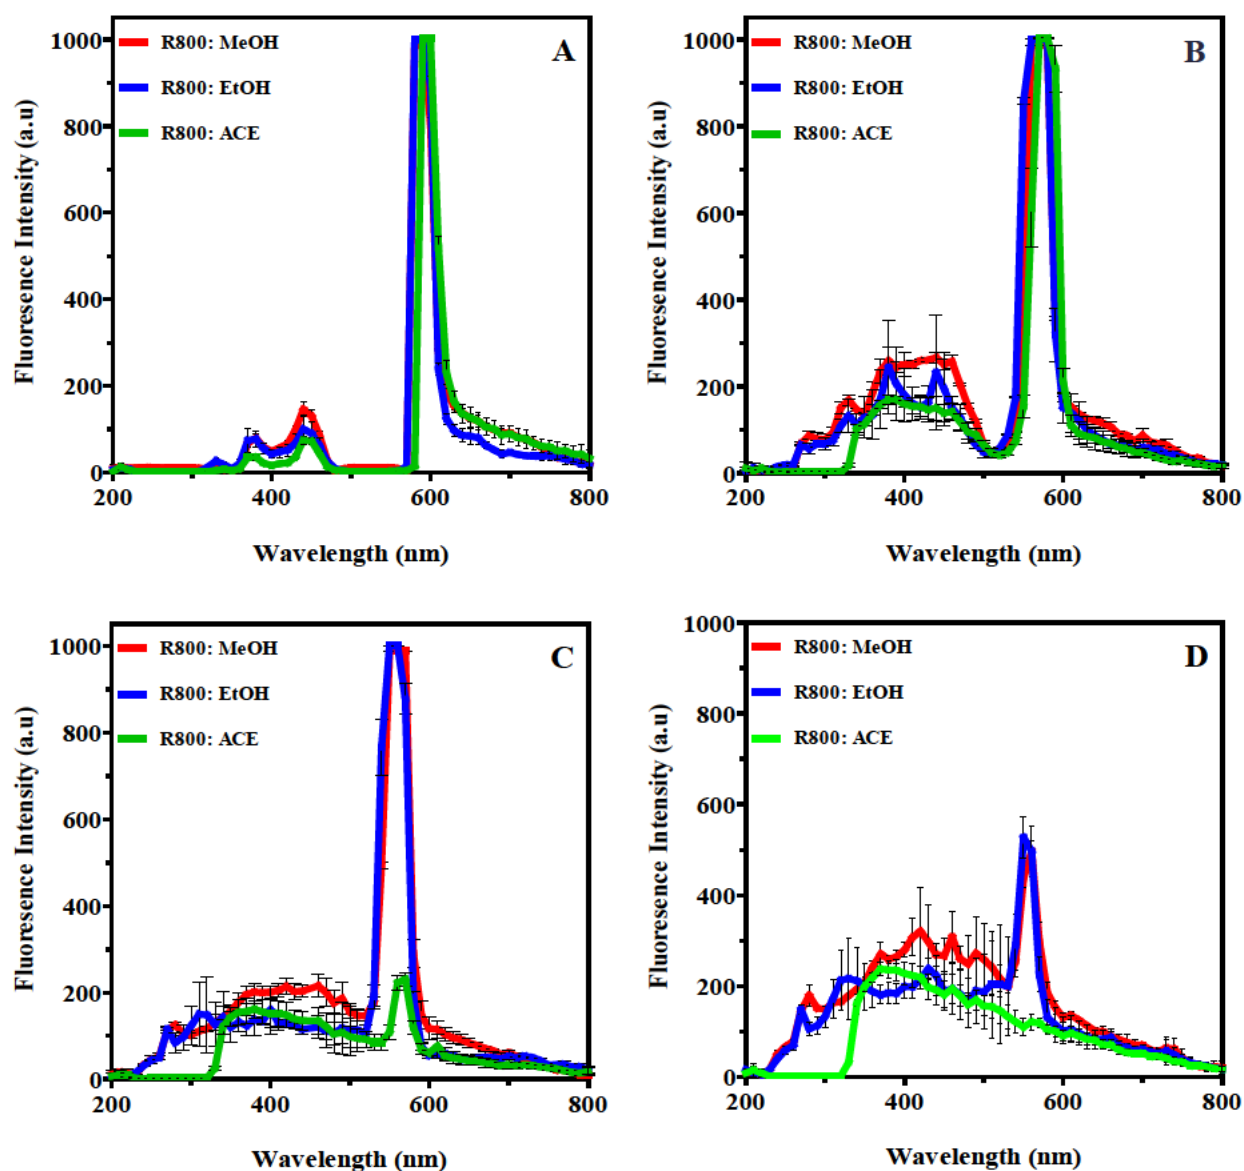 A
R800: MeOH
R800: EtOH
R800: ACE
Fluoresence Intensity (a.u)
1000
800
600
400
200
0
200 400 600 800
Wavelength (nm)
B
R800: MeOH
R800: EtOH
R800: ACE
Fluoresence Intensity (a.u)
1000
800
600
400
200
0
200 400 600 800
Wavelength (nm)
C
R800: MeOH
R800: EtOH
R800: ACE
Fluoresence Intensity (a.u)
1000
800
600
400
200
0
200 400 600 800
Wavelength (nm)
D
R800: MeOH
R800: EtOH
R800: ACE
Fluoresence Intensity (a.u)
1000
800
600
400
200
0
200 400 600 800
Wavelength (nm)